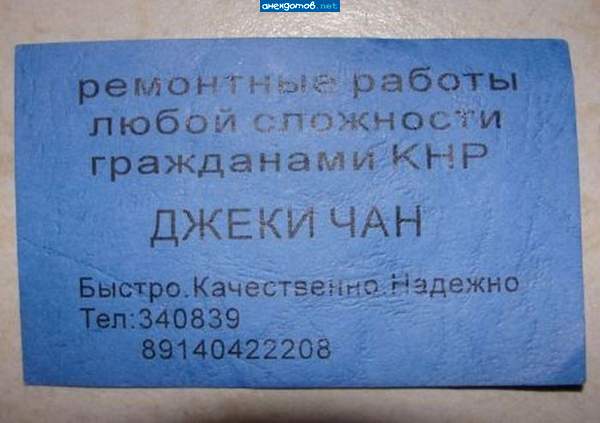 анекдотов.net
ремонтные работы
любой сложности
гражданами КНР
ДЖЕКИ ЧАН
Быстро.Качественно.Надежно
Тел:340839
89140422208